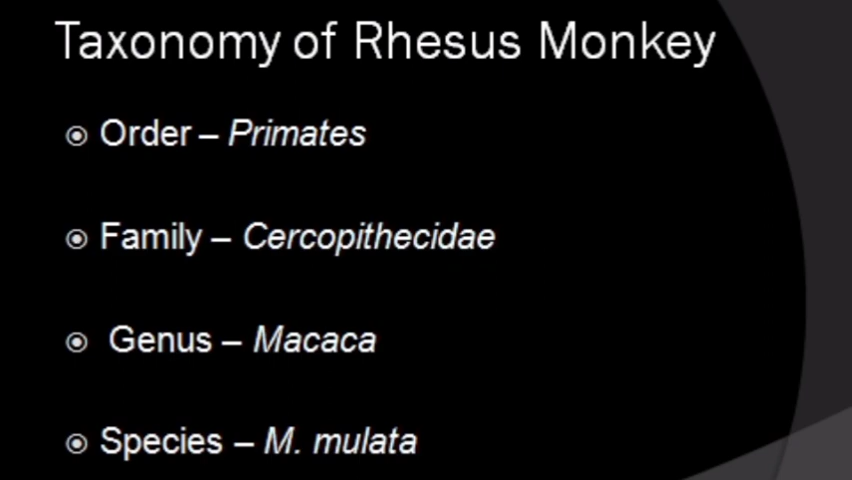 Taxonomy of Rhesus Monkey
Order – Primates
Family – Cercopithecidae
Genus – Macaca
Species – M. mulata